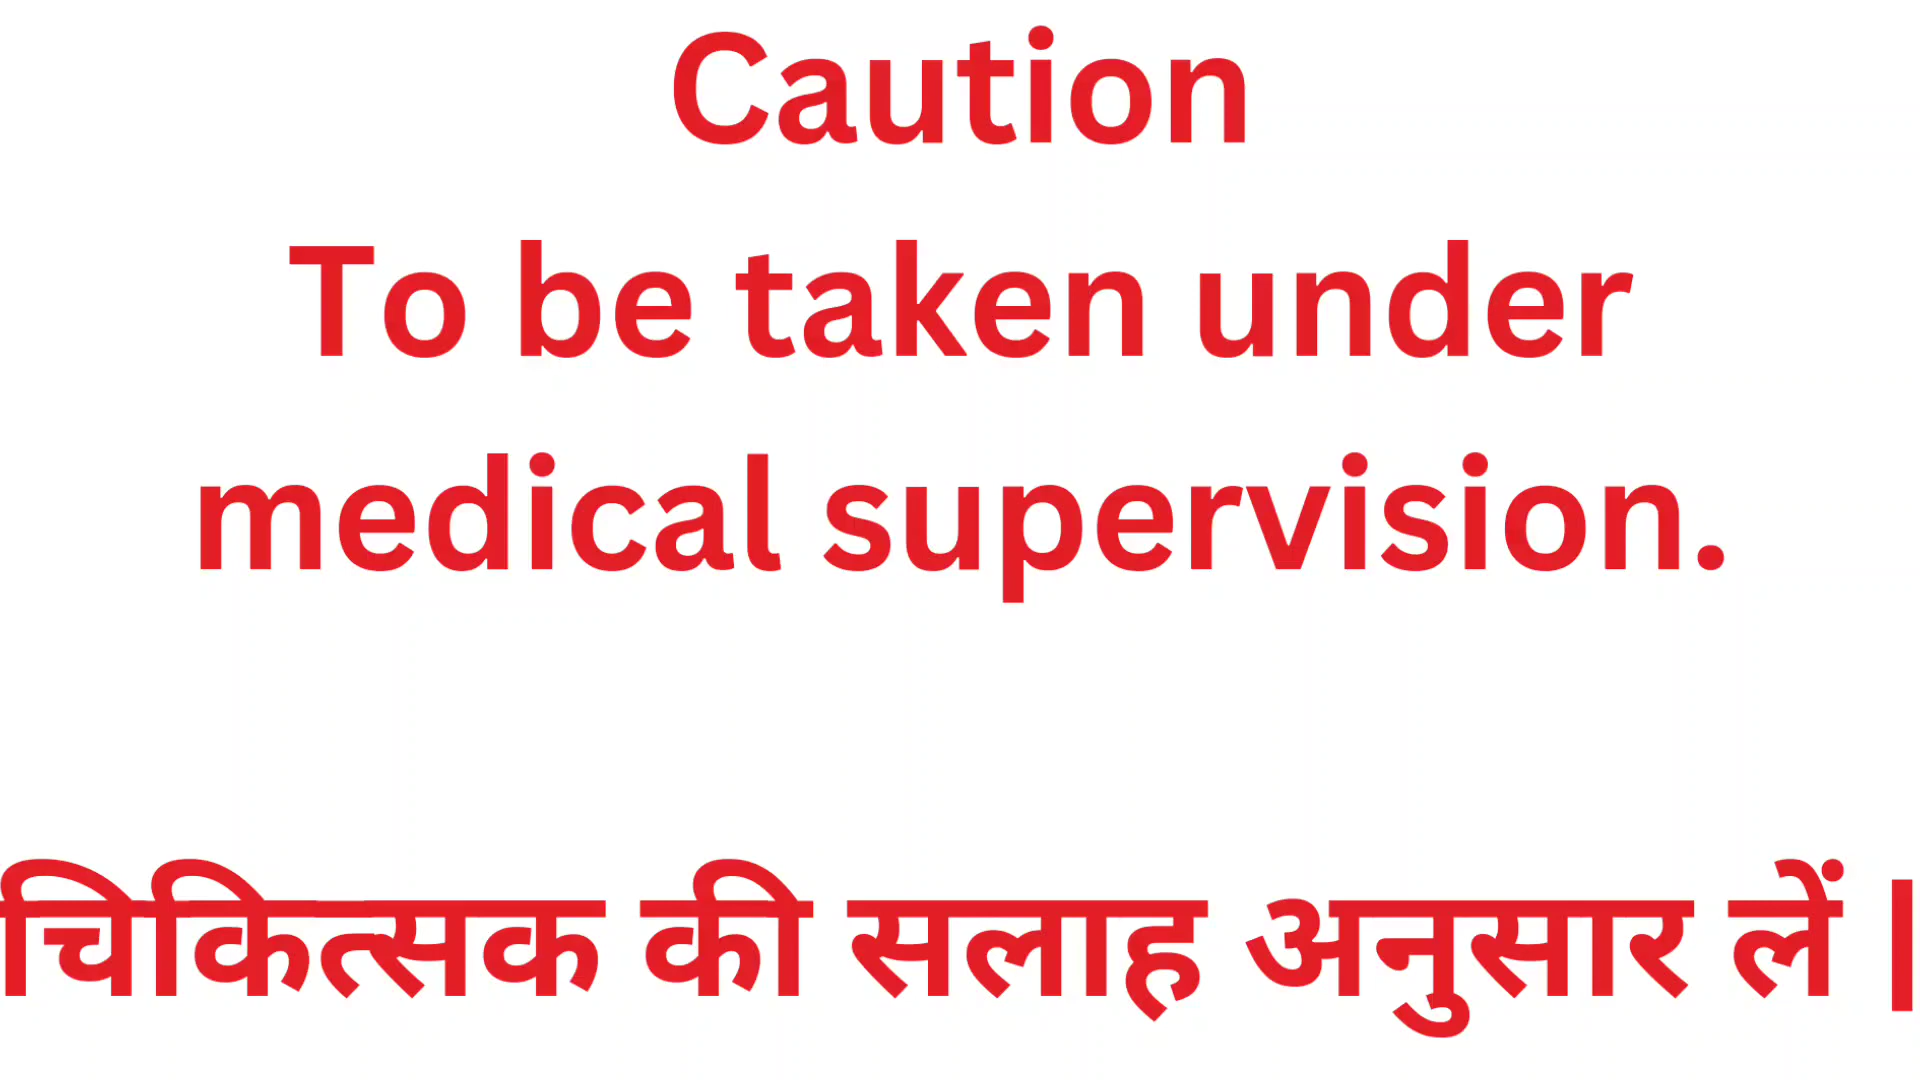 Caution
To be taken under
medical supervision.
चिकित्सक की सलाह अनुसार लें |